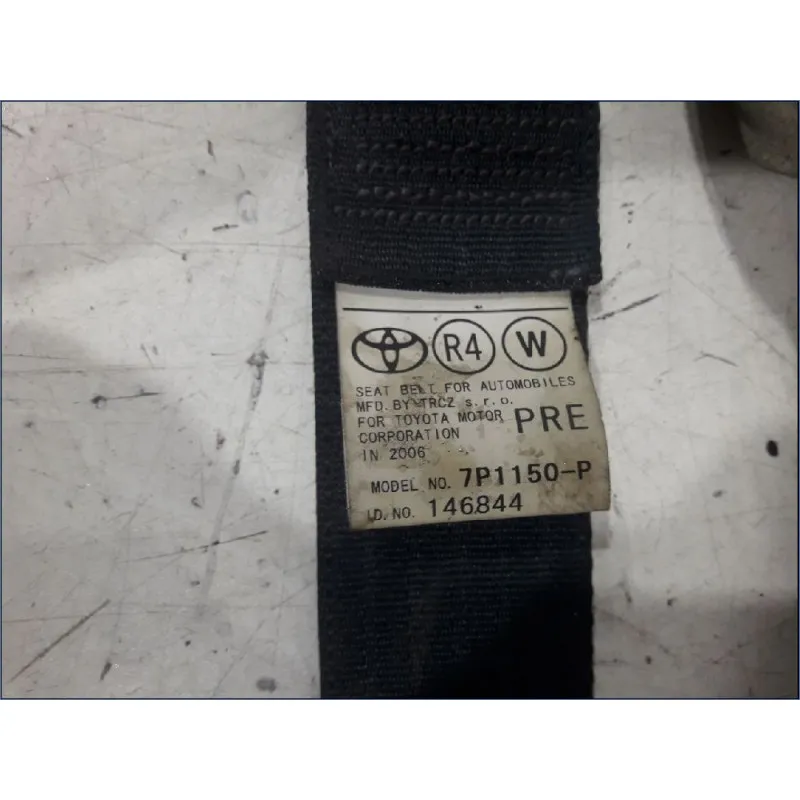 R4 W
SEAT BELT FOR AUTOMOBILES
MFD. BY TRCZ s.r.o.
FOR TOYOTA MOTOR PRE
CORPORATION
IN 2006
MODEL NO. 7P1150-P
I.D. NO. 146844